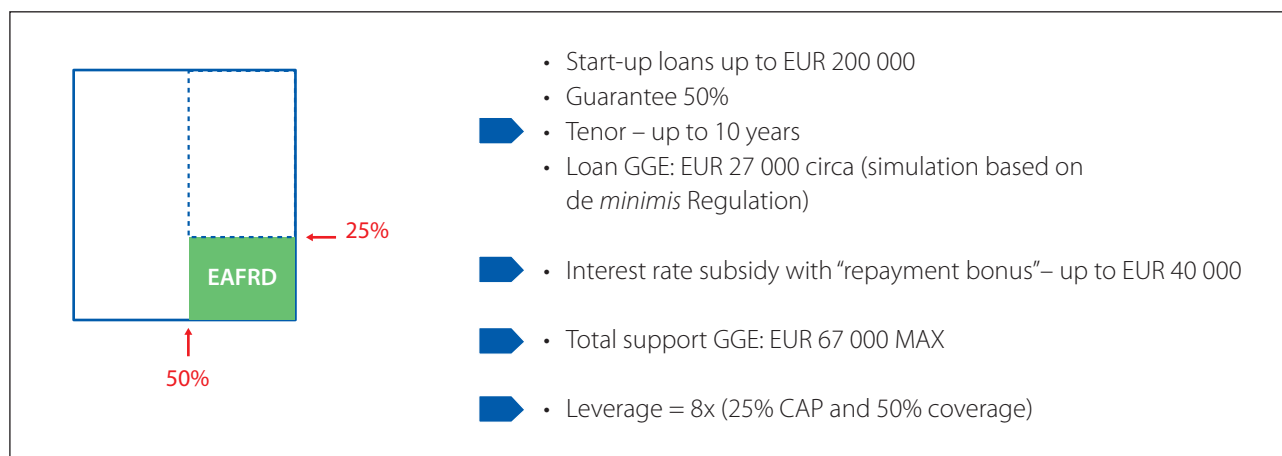 • Start-up loans up to EUR 200 000
• Guarantee 50%
• Tenor – up to 10 years
• Loan GGE: EUR 27 000 circa (simulation based on
de minimis Regulation)
25%
EAFRD
• Interest rate subsidy with “repayment bonus”– up to EUR 40 000
• Total support GGE: EUR 67 000 MAX
50%
• Leverage = 8x (25% CAP and 50% coverage)